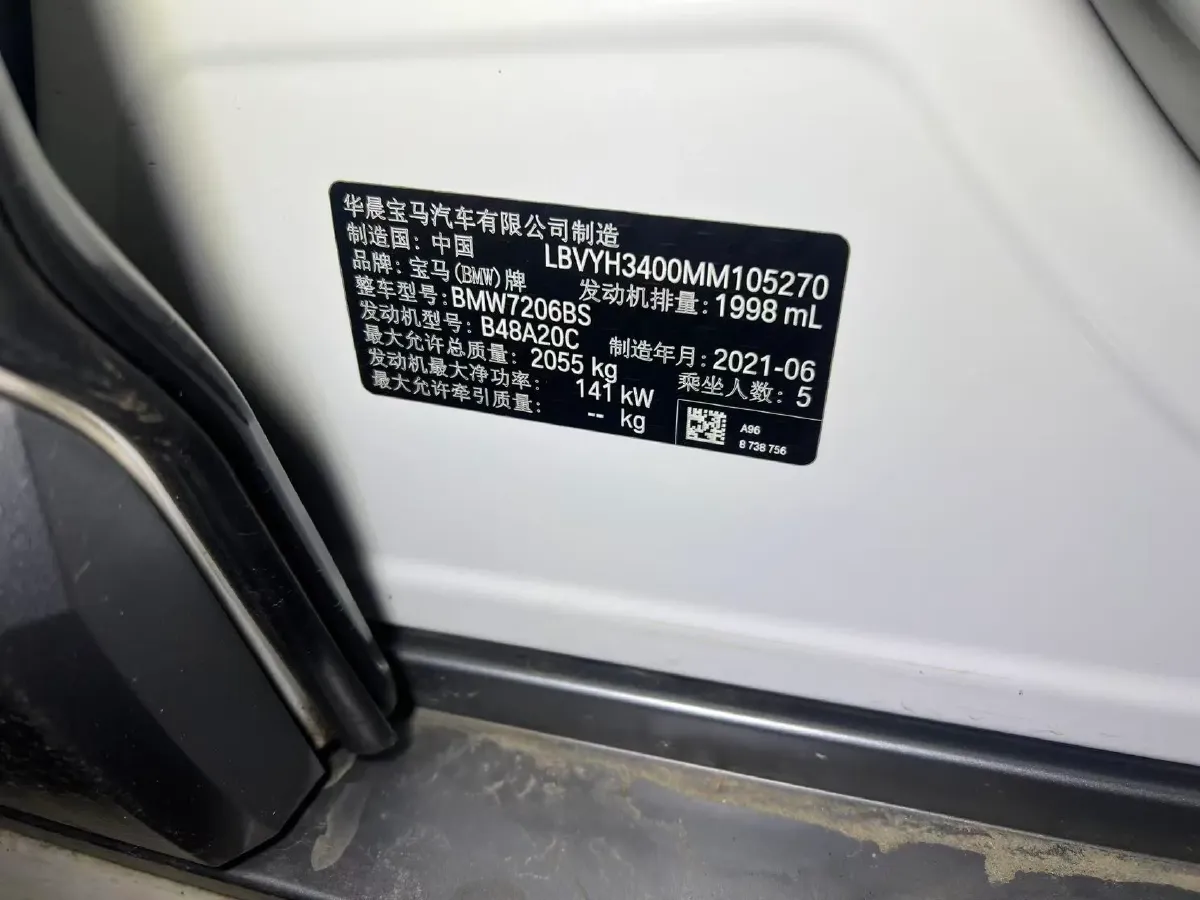 华晨宝马汽车有限公司制造
制造国: 中国 LBVYH3400MM105270
品牌: 宝马(BMW)牌 发动机排量: 1998 mL
整车型号: BMW7206BS
发动机型号: B48A20C 制造年月: 2021-06
最大允许总质量: 2055 kg 乘坐人数: 5
发动机最大净功率: 141 kW
最大允许牵引质量: -- kg
A96
8 738 756